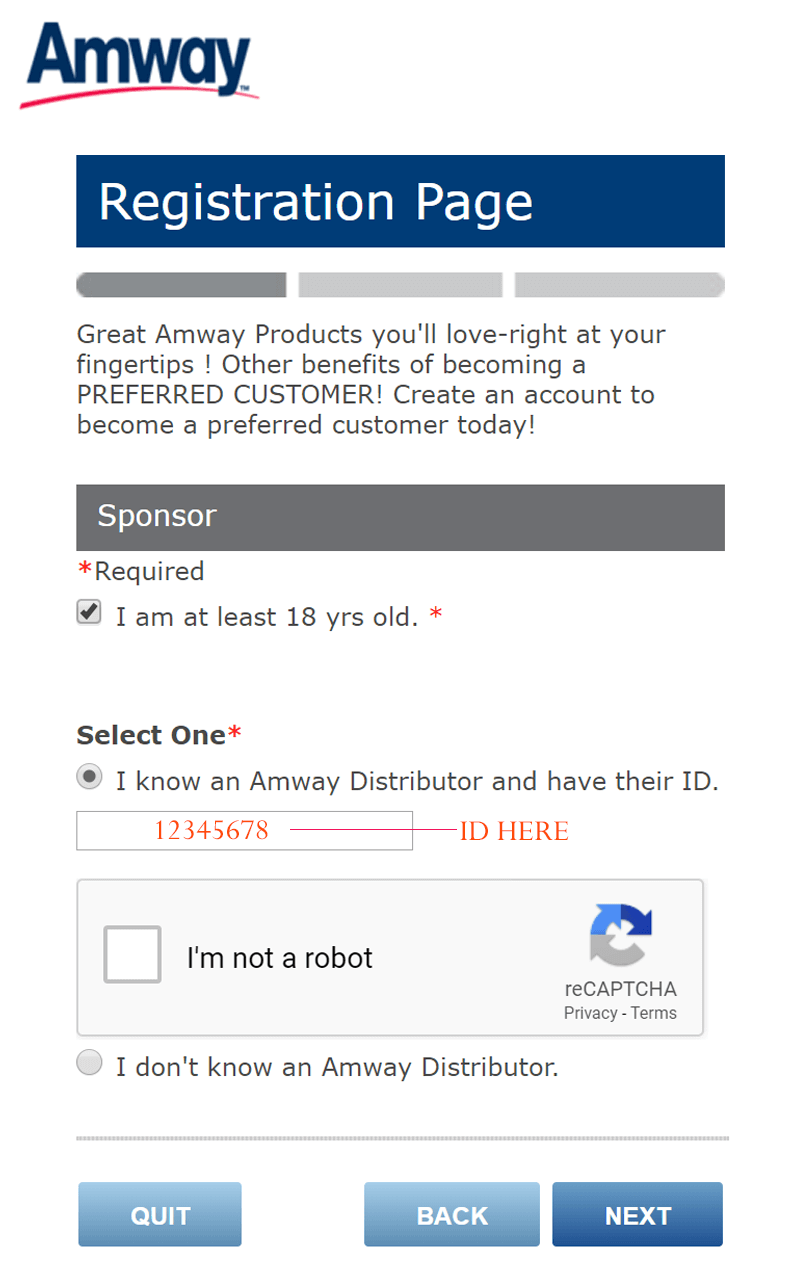 Amway™
Registration Page
Great Amway Products you'll love-right at your
fingertips ! Other benefits of becoming a
PREFERRED CUSTOMER! Create an account to
become a preferred customer today!
Sponsor
*Required
I am at least 18 yrs old. *
Select One*
I know an Amway Distributor and have their ID.
12345678 ID HERE
I'm not a robot
reCAPTCHA
Privacy - Terms
I don't know an Amway Distributor.
QUIT BACK NEXT